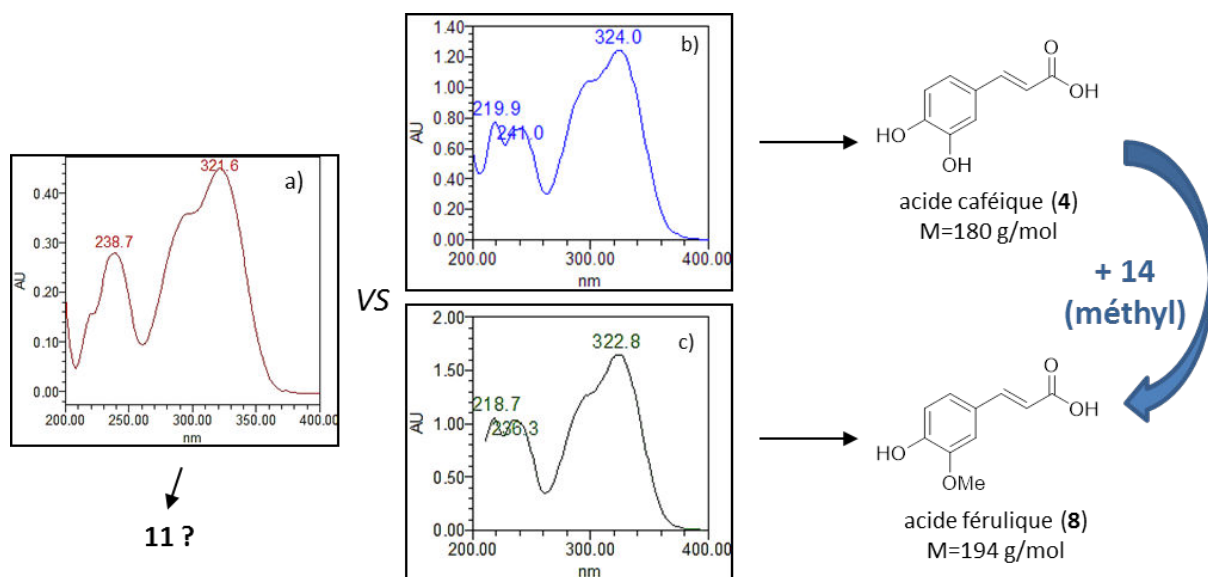 a)
321.6
238.7
AU
0.40
0.30
0.20
0.10
0.00
200.00 250.00 300.00 350.00 400.00
nm
11 ?
VS
b)
324.0
219.9
241.0
AU
1.40
1.20
1.00
0.80
0.60
0.40
0.20
0.00
200.00 300.00 400.00
nm
c)
322.8
218.7
236.3
AU
2.00
1.50
1.00
0.50
0.00
200.00 300.00 400.00
nm
O
OH
HO
OH
acide caféique (4)
M=180 g/mol
+ 14
(méthyl)
O
OH
HO
OMe
acide férulique (8)
M=194 g/mol